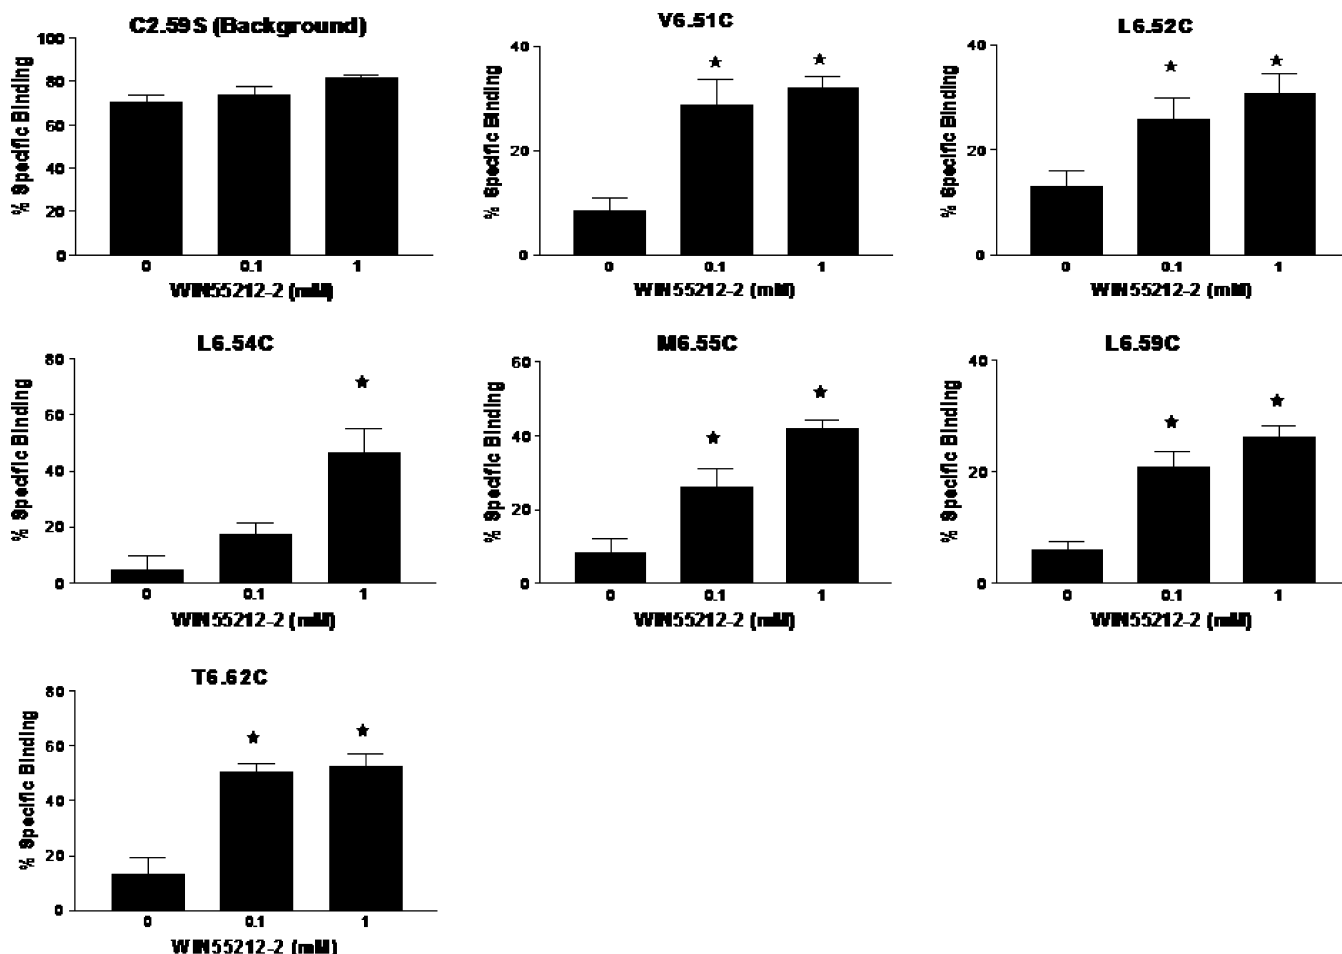 C2.59S (Background)
% Specific Binding
100
80
60
40
20
0
0 0.1 1
WIN55212-2 (mM)
V6.51C
% Specific Binding
40
20
0
0 0.1 1
WIN55212-2 (mM)
L6.52C
% Specific Binding
40
20
0
0 0.1 1
WIN55212-2 (mM)
L6.54C
% Specific Binding
80
60
40
20
0
0 0.1 1
WIN55212-2 (mM)
M6.55C
% Specific Binding
60
40
20
0
0 0.1 1
WIN55212-2 (mM)
L6.59C
% Specific Binding
40
20
0
0 0.1 1
WIN55212-2 (mM)
T6.62C
% Specific Binding
80
60
40
20
0
0 0.1 1
WIN55212-2 (mM)